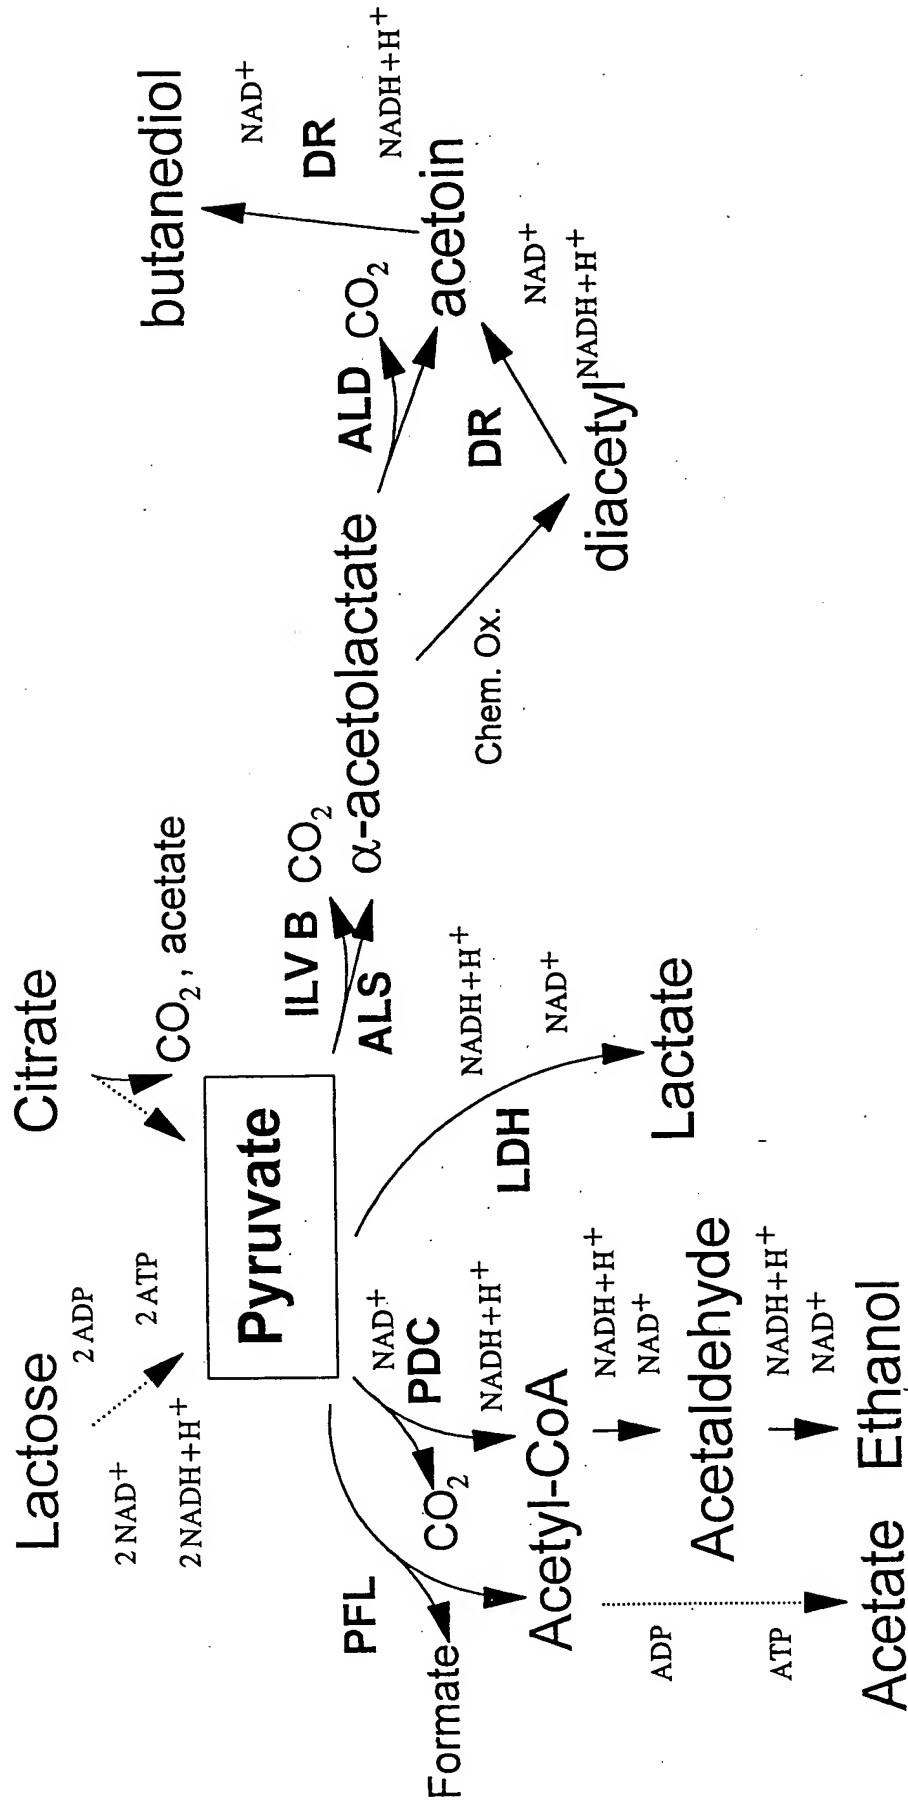 Lactose
Citrate
2 ADP
2 NAD+
2 ATP
2 NADH+H+
CO2, acetate
Pyruvate
butanediol
NAD+
DR
NADH+H+
ILV B
CO2
α-acetolactate
ALS
ALD
CO2
acetoin
NAD+
NADH+H+
DR
diacetyl
Chem. Ox.
NADH+H+
NAD+
LDH
Lactate
PFL
Formate
NAD+
PDC
NADH+H+
CO2
Acetyl-CoA
NADH+H+
NAD+
Acetaldehyde
NADH+H+
NAD+
ADP
ATP
Acetate
Ethanol